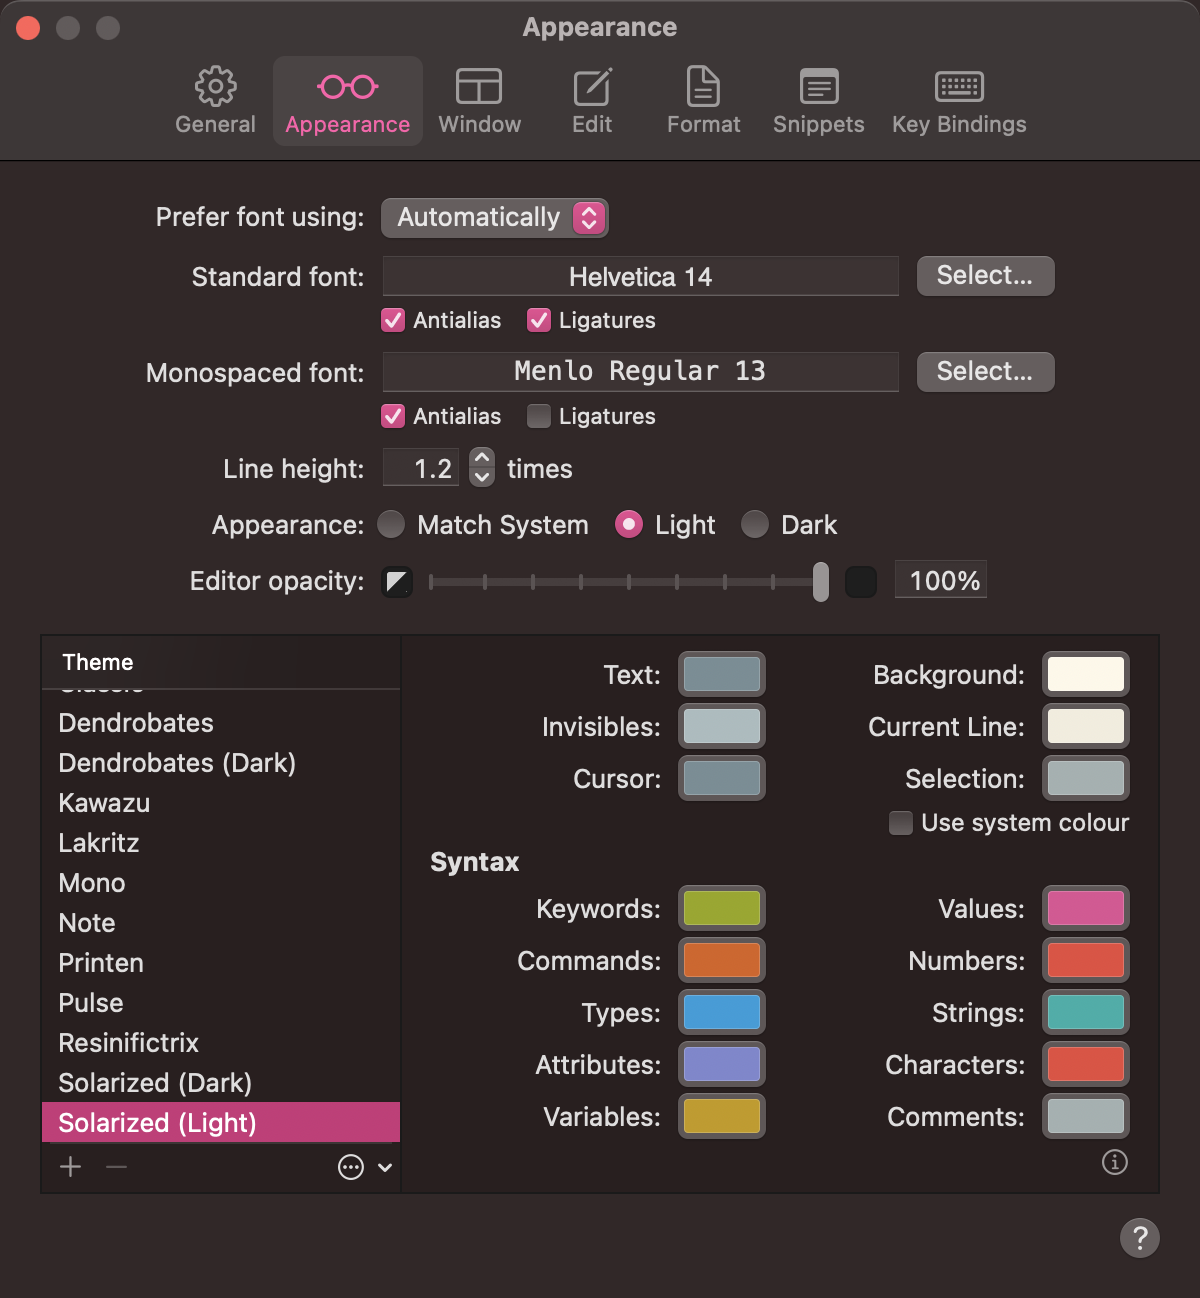 Appearance
General Appearance Window Edit Format Snippets Key Bindings
Prefer font using: Automatically
Standard font: Helvetica 14 Select...
Antialias Ligatures
Monospaced font: Menlo Regular 13 Select...
Antialias Ligatures
Line height: 1.2 times
Appearance: Match System Light Dark
Editor opacity: 100%
Theme
Classic
Dendrobates
Dendrobates (Dark)
Kawazu
Lakritz
Mono
Note
Printen
Pulse
Resinifictrix
Solarized (Dark)
Solarized (Light)
Text: Background:
Invisibles: Current Line:
Cursor: Selection:
Use system colour
Syntax
Keywords: Values:
Commands: Numbers:
Types: Strings:
Attributes: Characters:
Variables: Comments:
?